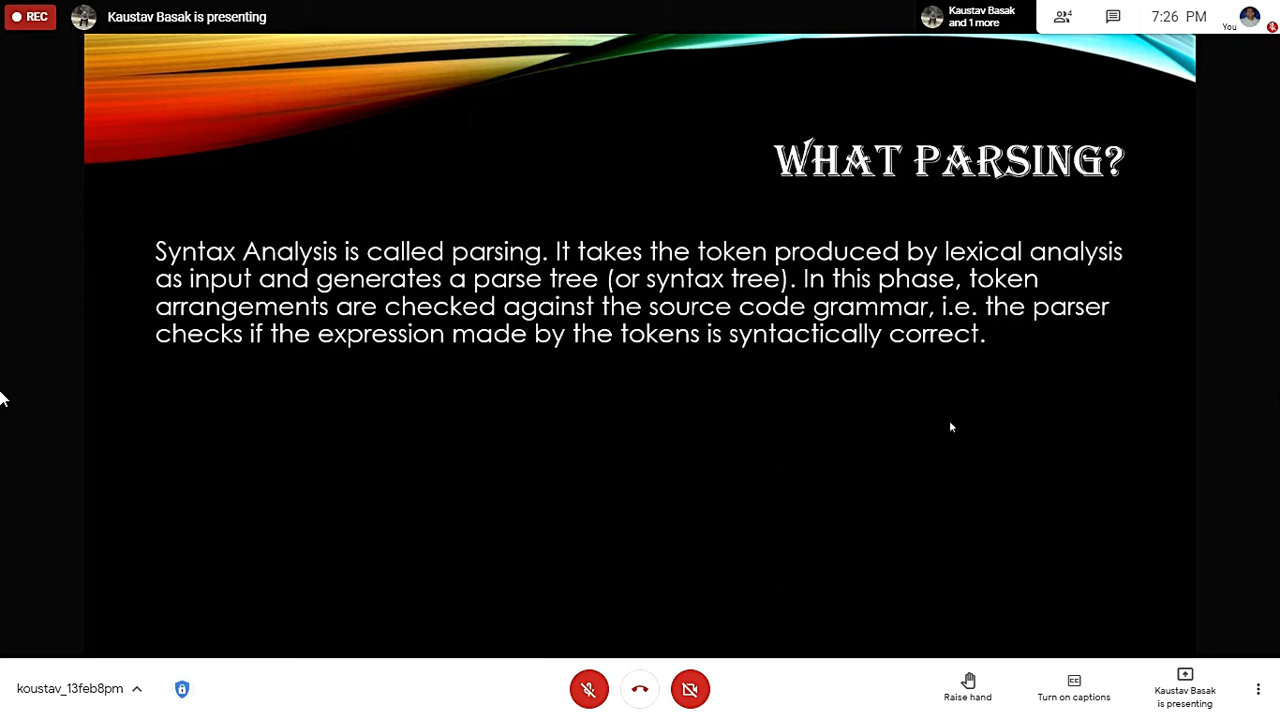 REC
Kaustav Basak is presenting
Kaustav Basak
and 1 more
4
7:26 PM
You
WHAT PARSING?
Syntax Analysis is called parsing. It takes the token produced by lexical analysis
as input and generates a parse tree (or syntax tree). In this phase, token
arrangements are checked against the source code grammar, i.e. the parser
checks if the expression made by the tokens is syntactically correct.
koustav_13feb8pm
Raise hand
Turn on captions
Kaustav Basak
is presenting